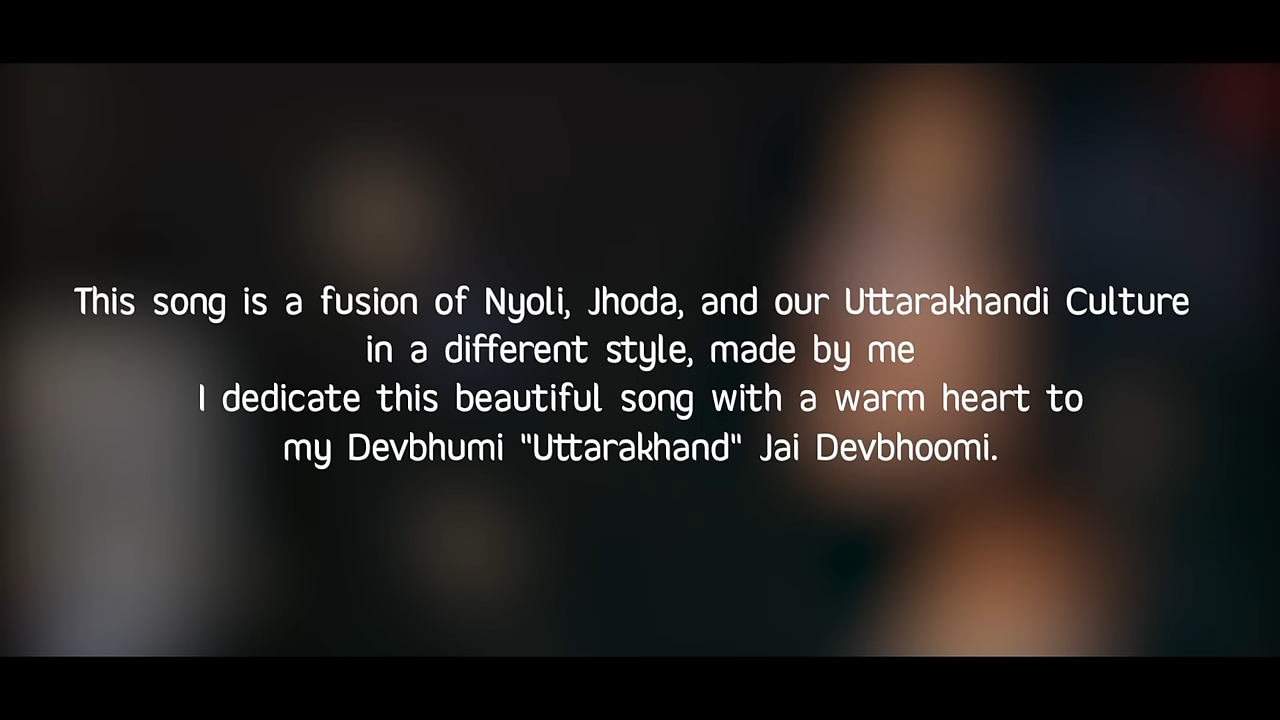 This song is a fusion of Nyoli, Jhoda, and our Uttarakhandi Culture
in a different style, made by me
I dedicate this beautiful song with a warm heart to
my Devbhumi "Uttarakhand" Jai Devbhoomi.